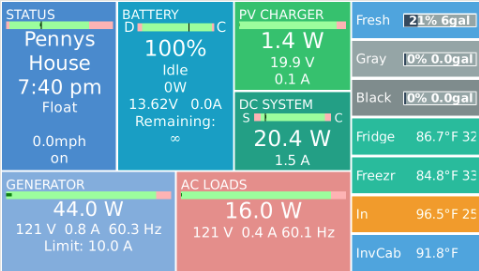 STATUS
Pennys
House
7:40 pm
Float
0.0mph
on
BATTERY
D C
100%
Idle
0W
13.62V 0.0A
Remaining:
∞
PV CHARGER
1.4 W
19.9 V
0.1 A
DC SYSTEM
S C
20.4 W
1.5 A
GENERATOR
44.0 W
121 V 0.8 A 60.3 Hz
Limit: 10.0 A
AC LOADS
16.0 W
121 V 0.4 A 60.1 Hz
Fresh 21% 6gal
Gray 0% 0.0gal
Black 0% 0.0gal
Fridge 86.7°F 32
Freezr 84.8°F 33
In 96.5°F 25
InvCab 91.8°F